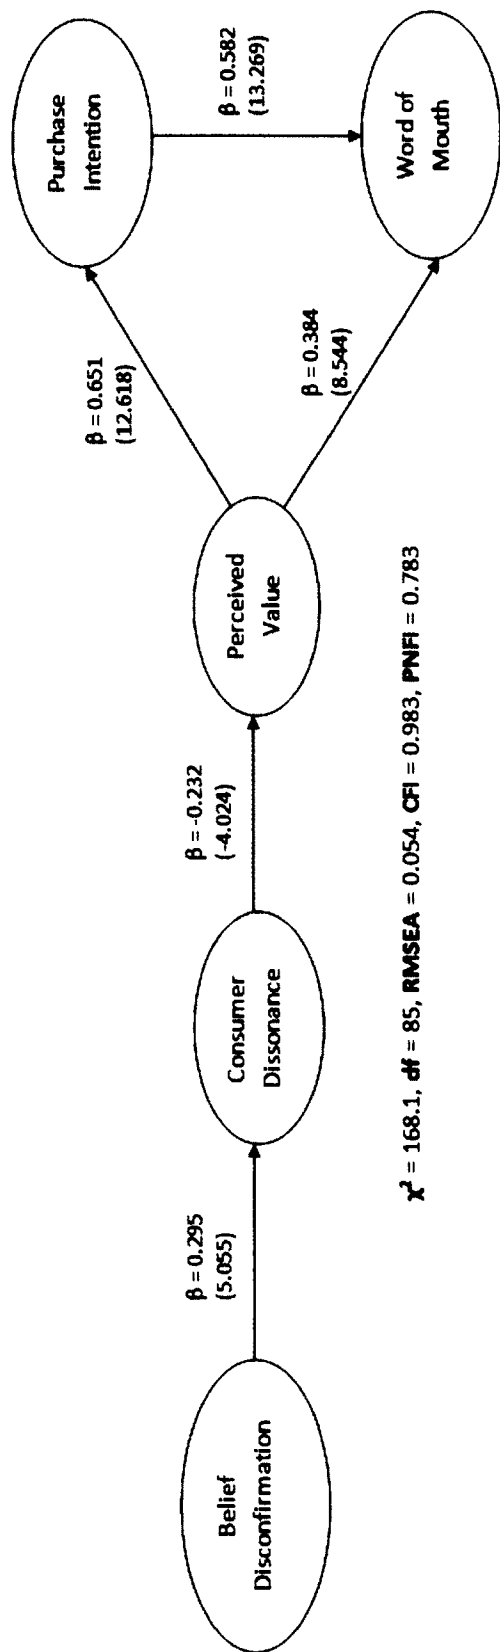 Belief
Disconfirmation
β = 0.295
(5.055)
Consumer
Dissonance
β = -0.232
(-4.024)
Perceived
Value
β = 0.651
(12.618)
β = 0.384
(8.544)
Purchase
Intention
β = 0.582
(13.269)
Word of
Mouth
χ² = 168.1, df = 85, RMSEA = 0.054, CFI = 0.983, PNFI = 0.783